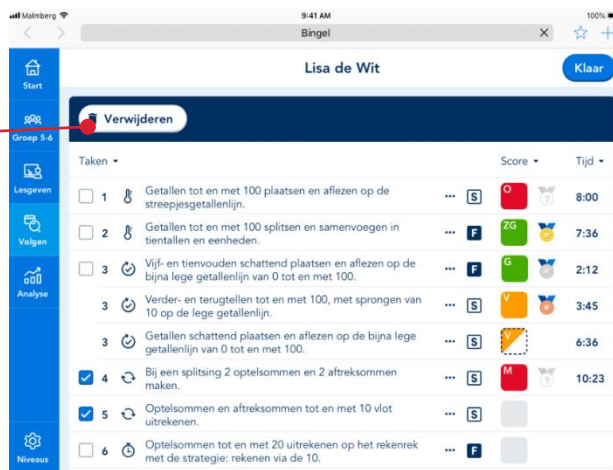 Malmberg
9:41 AM
100%
Bingel
Start
Groep 5-6
Lesgeven
Volgen
Analyse
Niveaus
Lisa de Wit
Klaar
Verwijderen
Taken
Score
Tijd
1
Getallen tot en met 100 plaatsen en aflezen op de
streepjesgetallenlijn.
S
O
?
8:00
2
Getallen tot en met 100 splitsen en samenvoegen in
tientallen en eenheden.
F
ZG
7:36
3
Vijf- en tienvouden schattend plaatsen en aflezen op de
bijna lege getallenlijn van 0 tot en met 100.
F
G
2:12
3
Verder- en terugtellen tot en met 100, met sprongen van
10 op de lege getallenlijn.
S
V
3:45
3
Getallen schattend plaatsen en aflezen op de bijna lege
getallenlijn van 0 tot en met 100.
S
V
6:36
4
Bij een splitsing 2 optelsommen en 2 aftreksommen
maken.
S
M
?
10:23
5
Optelsommen en aftreksommen tot en met 10 vlot
uitrekenen.
S
6
Optelsommen tot en met 20 uitrekenen op het rekenrek
met de strategie: rekenen via de 10.
F